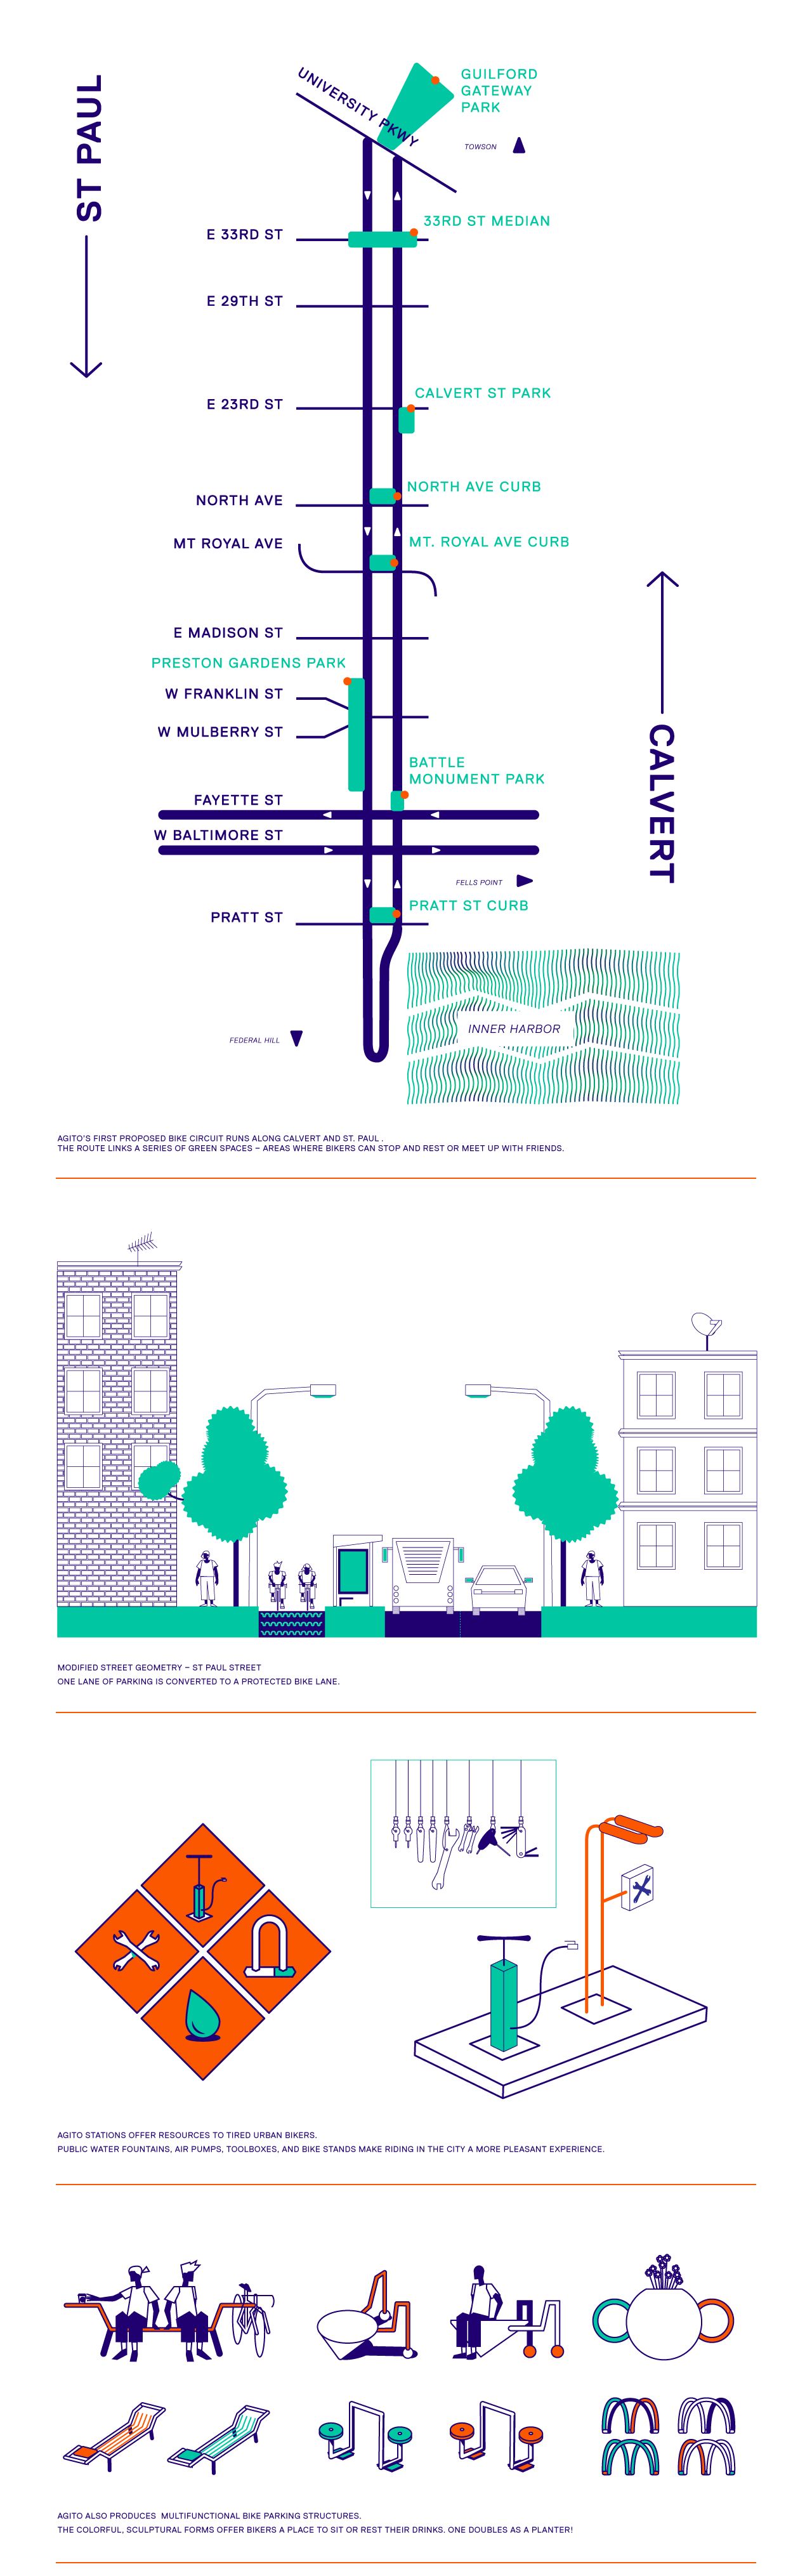 ST PAUL
UNIVERSITY PKWY
GUILFORD
GATEWAY
PARK
TOWSON
33RD ST MEDIAN
E 33RD ST
E 29TH ST
CALVERT ST PARK
E 23RD ST
NORTH AVE CURB
NORTH AVE
MT. ROYAL AVE CURB
MT ROYAL AVE
E MADISON ST
PRESTON GARDENS PARK
W FRANKLIN ST
W MULBERRY ST
CALVERT
BATTLE
MONUMENT PARK
FAYETTE ST
W BALTIMORE ST
FELLS POINT
PRATT ST CURB
PRATT ST
INNER HARBOR
FEDERAL HILL
AGITO'S FIRST PROPOSED BIKE CIRCUIT RUNS ALONG CALVERT AND ST. PAUL .
THE ROUTE LINKS A SERIES OF GREEN SPACES – AREAS WHERE BIKERS CAN STOP AND REST OR MEET UP WITH FRIENDS.
MODIFIED STREET GEOMETRY – ST PAUL STREET
ONE LANE OF PARKING IS CONVERTED TO A PROTECTED BIKE LANE.
AGITO STATIONS OFFER RESOURCES TO TIRED URBAN BIKERS.
PUBLIC WATER FOUNTAINS, AIR PUMPS, TOOLBOXES, AND BIKE STANDS MAKE RIDING IN THE CITY A MORE PLEASANT EXPERIENCE.
AGITO ALSO PRODUCES  MULTIFUNCTIONAL BIKE PARKING STRUCTURES.
THE COLORFUL, SCULPTURAL FORMS OFFER BIKERS A PLACE TO SIT OR REST THEIR DRINKS. ONE DOUBLES AS A PLANTER!